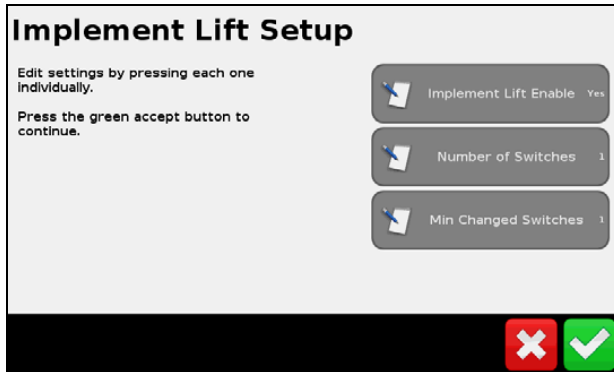 Implement Lift Setup
Edit settings by pressing each one
individually.
Press the green accept button to
continue.
Implement Lift Enable Yes
Number of Switches 1
Min Changed Switches 1